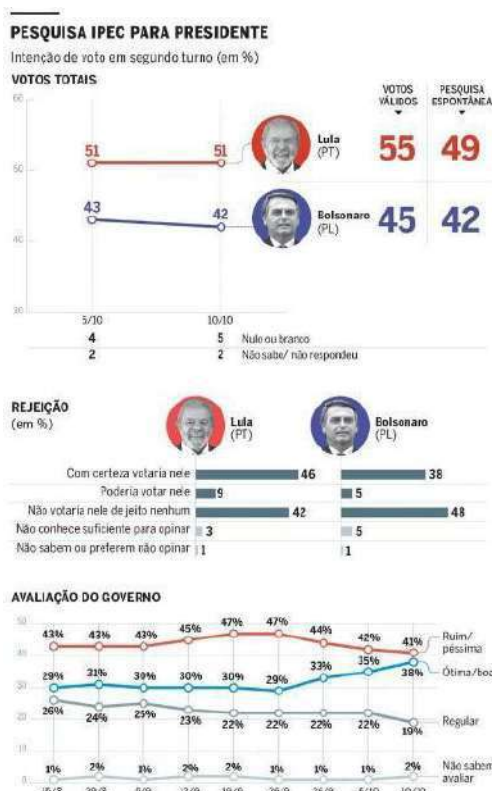 PESQUISA IPEC PARA PRESIDENTE
Intenção de voto em segundo turno (em %)
VOTOS TOTAIS
VOTOS VÁLIDOS
PESQUISA ESPONTÂNEA
60
51 51
Lula (PT)
55 49
50
43 42
Bolsonaro (PL)
45 42
40
30
5/10 10/10
4 5 Nulo ou branco
2 2 Não sabe/ não respondeu
REJEIÇÃO
(em %)
Lula (PT)
Bolsonaro (PL)
Com certeza votaria nele 46 38
Poderia votar nele 9 5
Não votaria nele de jeito nenhum 42 48
Não conhece suficiente para opinar 3 5
Não sabem ou preferem não opinar 1 1
AVALIAÇÃO DO GOVERNO
50
43% 43% 43% 45% 47% 47% 44% 42% 41%
Ruim/ péssima
40
29% 31% 30% 30% 29% 33% 35% 38%
Ótima/boa
30
26% 24% 25% 23% 22% 22% 22% 22% 19%
Regular
20
10
1% 2% 1% 2% 2% 1% 1% 1% 2%
Não sabem avaliar
0
5/10